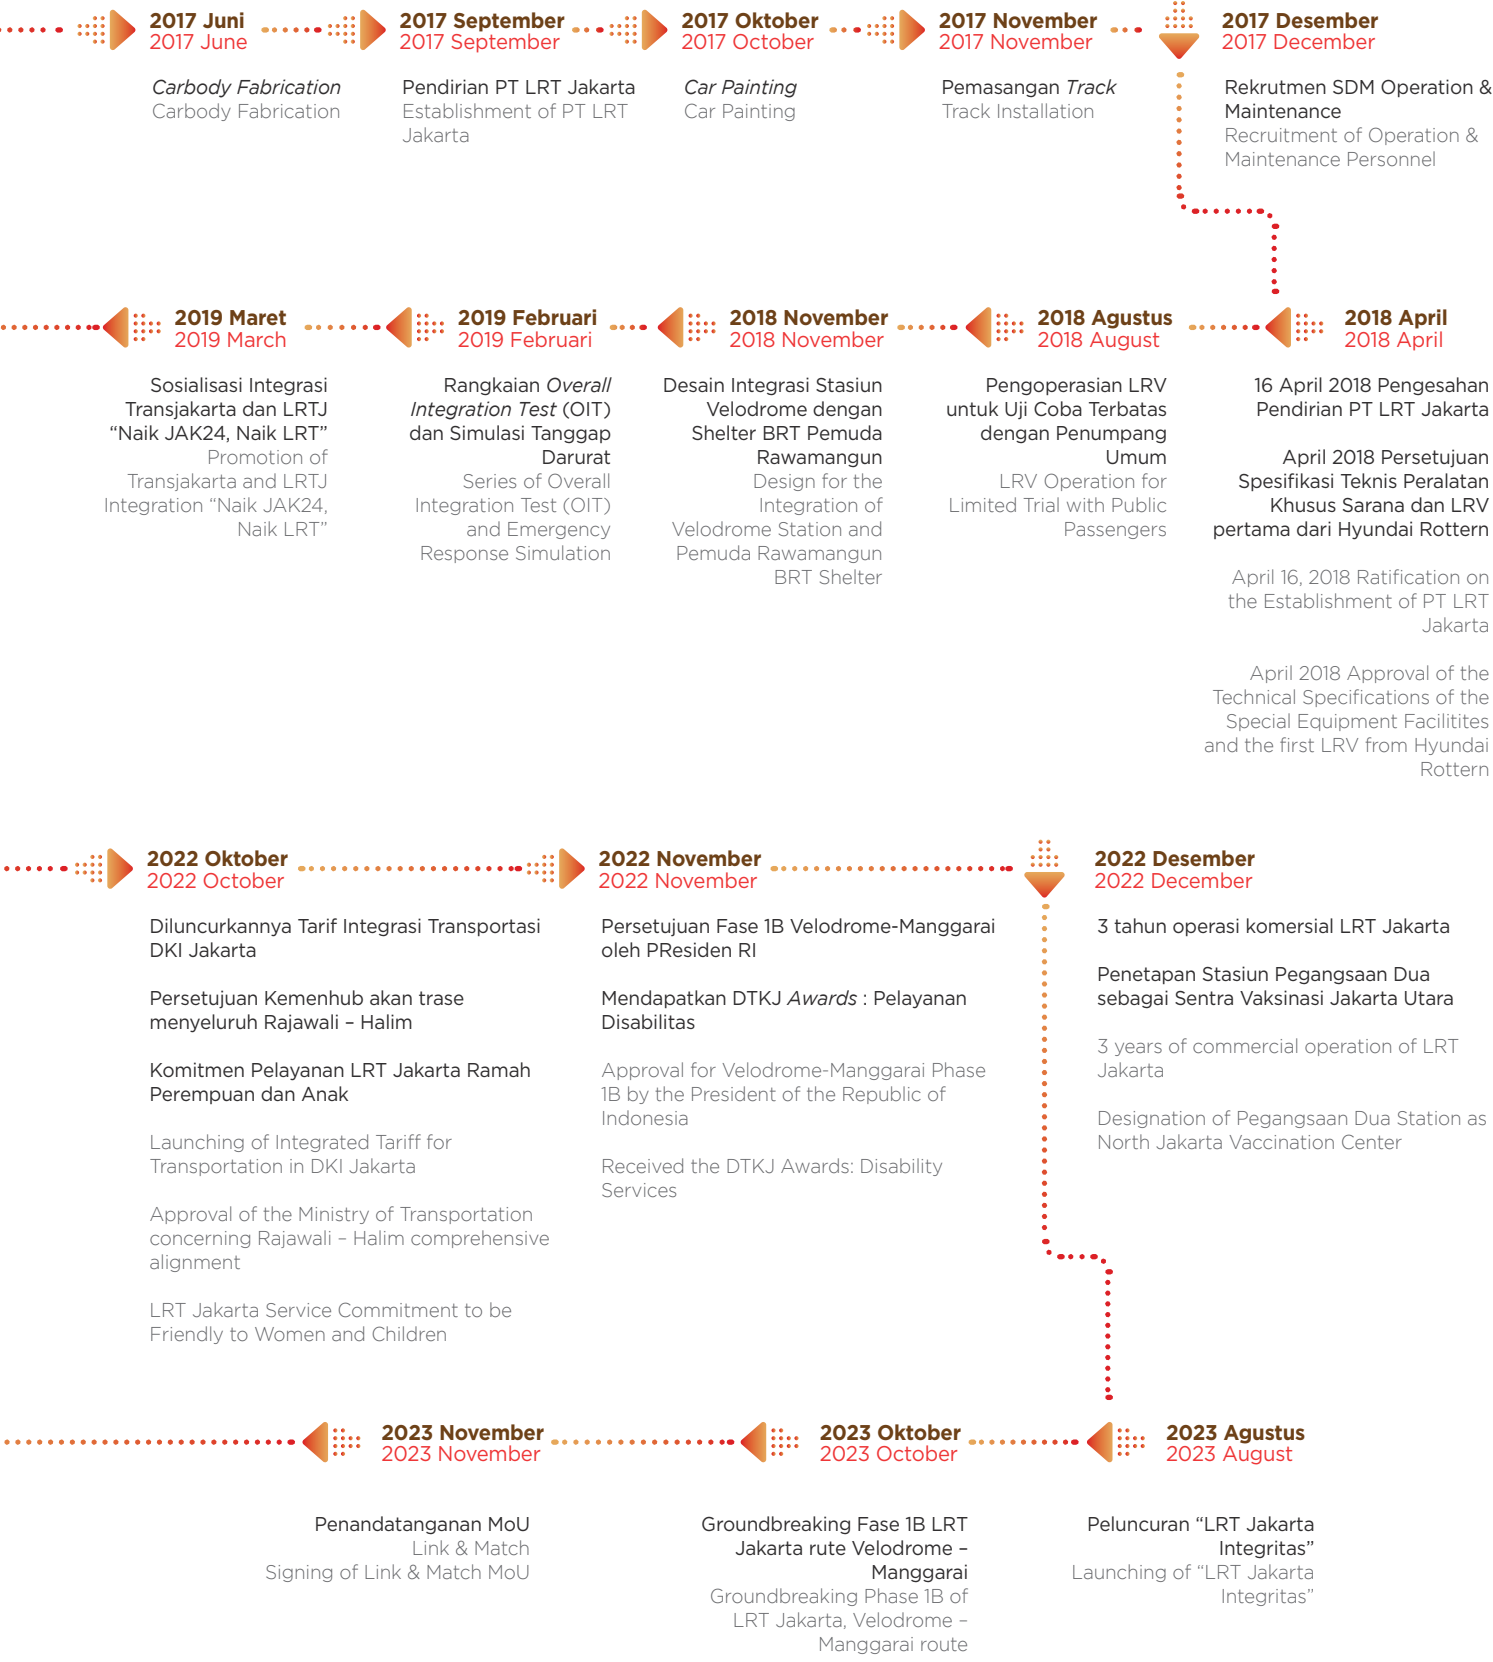 2017 Juni
2017 June
Carbody Fabrication
Carbody Fabrication
2017 September
2017 September
Pendirian PT LRT Jakarta
Establishment of PT LRT
Jakarta
2017 Oktober
2017 October
Car Painting
Car Painting
2017 November
2017 November
Pemasangan Track
Track Installation
2017 Desember
2017 December
Rekrutmen SDM Operation &
Maintenance
Recruitment of Operation &
Maintenance Personnel
2018 April
2018 April
16 April 2018 Pengesahan
Pendirian PT LRT Jakarta
April 2018 Persetujuan
Spesifikasi Teknis Peralatan
Khusus Sarana dan LRV
pertama dari Hyundai Rottern
April 16, 2018 Ratification on
the Establishment of PT LRT
Jakarta
April 2018 Approval of the
Technical Specifications of the
Special Equipment Facilitites
and the first LRV from Hyundai
Rottern
2018 Agustus
2018 August
Pengoperasian LRV
untuk Uji Coba Terbatas
dengan Penumpang
Umum
LRV Operation for
Limited Trial with Public
Passengers
2018 November
2018 November
Desain Integrasi Stasiun
Velodrome dengan
Shelter BRT Pemuda
Rawamangun
Design for the
Integration of
Velodrome Station and
Pemuda Rawamangun
BRT Shelter
2019 Februari
2019 Februari
Rangkaian Overall
Integration Test (OIT)
dan Simulasi Tanggap
Darurat
Series of Overall
Integration Test (OIT)
and Emergency
Response Simulation
2019 Maret
2019 March
Sosialisasi Integrasi
Transjakarta dan LRTJ
“Naik JAK24, Naik LRT”
Promotion of
Transjakarta and LRTJ
Integration “Naik JAK24,
Naik LRT”
2022 Oktober
2022 October
Diluncurkannya Tarif Integrasi Transportasi
DKI Jakarta
Persetujuan Kemenhub akan trase
menyeluruh Rajawali – Halim
Komitmen Pelayanan LRT Jakarta Ramah
Perempuan dan Anak
Launching of Integrated Tariff for
Transportation in DKI Jakarta
Approval of the Ministry of Transportation
concerning Rajawali – Halim comprehensive
alignment
LRT Jakarta Service Commitment to be
Friendly to Women and Children
2022 November
2022 November
Persetujuan Fase 1B Velodrome-Manggarai
oleh PResiden RI
Mendapatkan DTKJ Awards : Pelayanan
Disabilitas
Approval for Velodrome-Manggarai Phase
1B by the President of the Republic of
Indonesia
Received the DTKJ Awards: Disability
Services
2022 Desember
2022 December
3 tahun operasi komersial LRT Jakarta
Penetapan Stasiun Pegangsaan Dua
sebagai Sentra Vaksinasi Jakarta Utara
3 years of commercial operation of LRT
Jakarta
Designation of Pegangsaan Dua Station as
North Jakarta Vaccination Center
2023 Agustus
2023 August
Peluncuran “LRT Jakarta
Integritas”
Launching of “LRT Jakarta
Integritas”
2023 Oktober
2023 October
Groundbreaking Fase 1B LRT
Jakarta rute Velodrome –
Manggarai
Groundbreaking Phase 1B of
LRT Jakarta, Velodrome –
Manggarai route
2023 November
2023 November
Penandatanganan MoU
Link & Match
Signing of Link & Match MoU